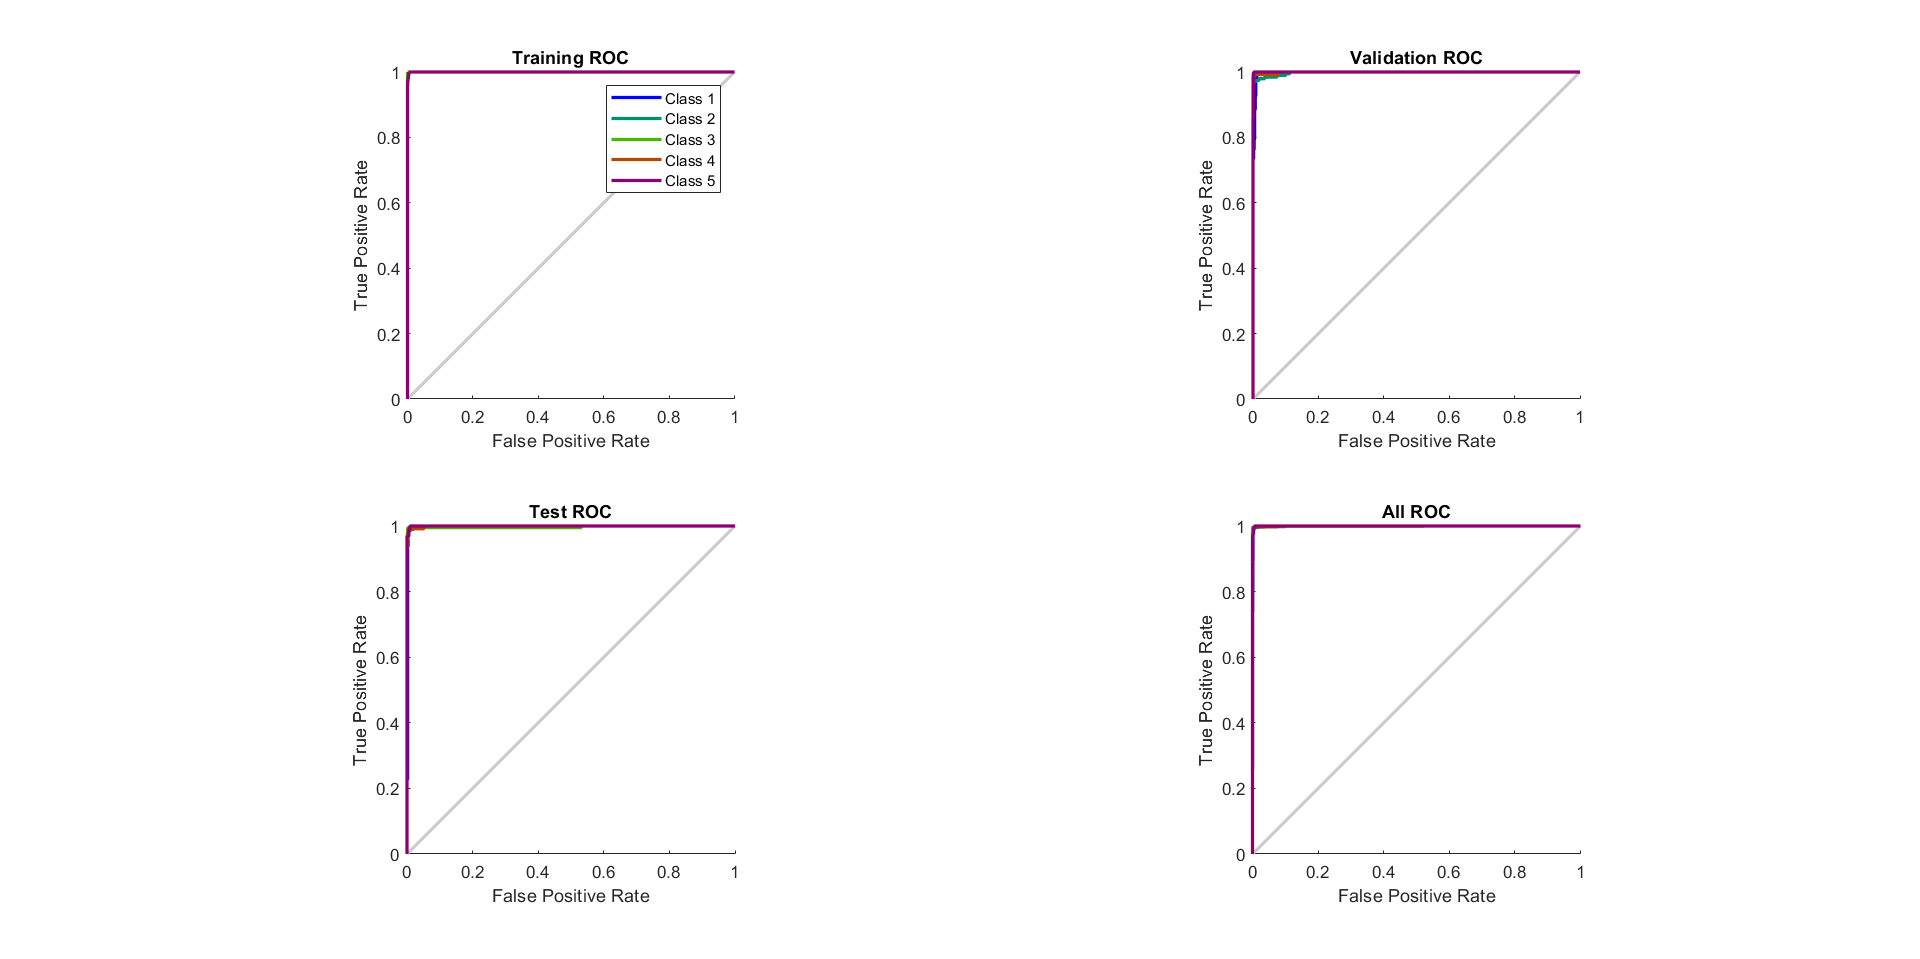 Training ROC
1
0.8
0.6
0.4
0.2
0
True Positive Rate
Class 1
Class 2
Class 3
Class 4
Class 5
0 0.2 0.4 0.6 0.8 1
False Positive Rate
Validation ROC
1
0.8
0.6
0.4
0.2
0
True Positive Rate
0 0.2 0.4 0.6 0.8 1
False Positive Rate
Test ROC
1
0.8
0.6
0.4
0.2
0
True Positive Rate
0 0.2 0.4 0.6 0.8 1
False Positive Rate
All ROC
1
0.8
0.6
0.4
0.2
0
True Positive Rate
0 0.2 0.4 0.6 0.8 1
False Positive Rate